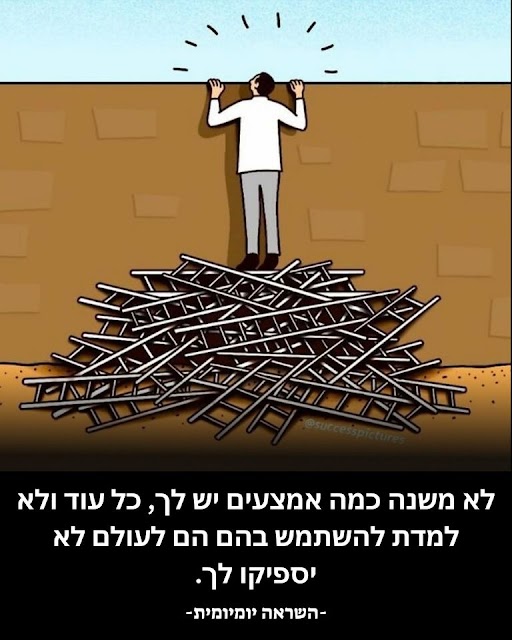 @successpictures
לא משנה כמה אמצעים יש לך, כל עוד ולא
למדת להשתמש בהם הם לעולם לא
יספיקו לך.
-השראה יומיומית-